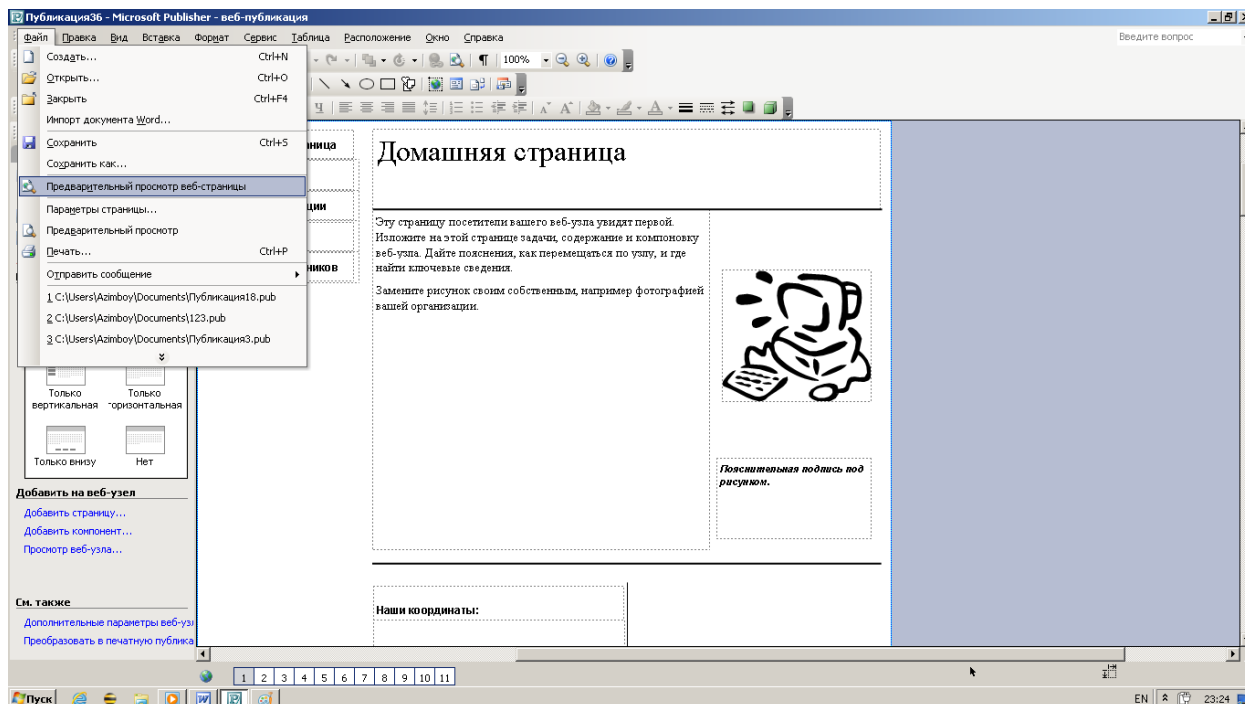 Публикация36 - Microsoft Publisher - веб-публикация
Файл Правка Вид Вставка Формат Сервис Таблица Расположение Окно Справка
Введите вопрос
Создать... Ctrl+N
100%
Открыть... Ctrl+O
Закрыть Ctrl+F4
Импорт документа Word...
Сохранить Ctrl+S
Сохранить как...
Предварительный просмотр веб-страницы
Параметры страницы...
Предварительный просмотр
Печать... Ctrl+P
Отправить сообщение
1 C:\Users\Azimboy\Documents\Публикация18.pub
2 C:\Users\Azimboy\Documents\123.pub
3 C:\Users\Azimboy\Documents\Публикация3.pub
Ч
ница
ции
ников
Домашняя страница
Эту страницу посетители вашего веб-узла увидят первой.
Изложите на этой странице задачи, содержание и компоновку
веб-узла. Дайте пояснения, как перемещаться по узлу, и где
найти ключевые сведения.
Замените рисунок своим собственным, например фотографией
вашей организации.
Пояснительная подпись под
рисунком.
Наши координаты:
Только
вертикальная
Только
горизонтальная
Только внизу
Нет
Добавить на веб-узел
Добавить страницу...
Добавить компонент...
Просмотр веб-узла...
См. также
Дополнительные параметры веб-уз
Преобразовать в печатную публика
1 2 3 4 5 6 7 8 9 10 11
Пуск
EN
23:24